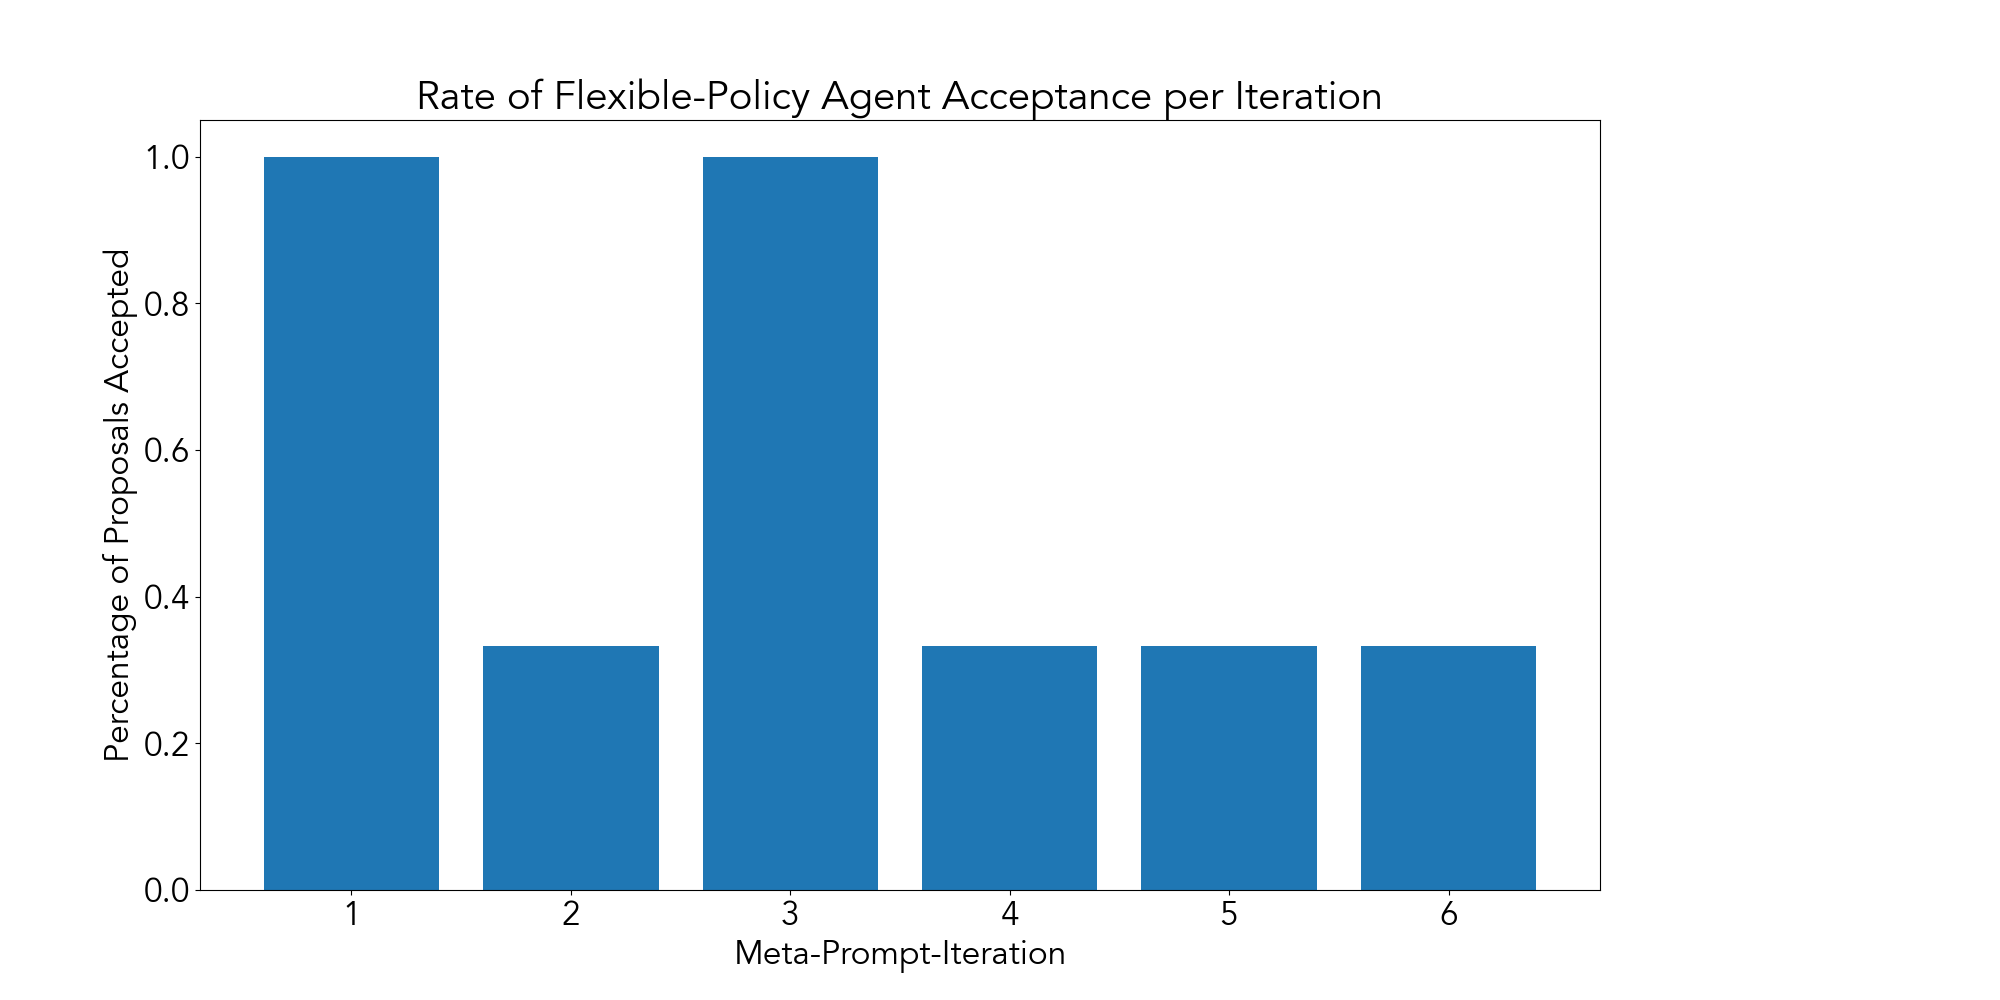 Rate of Flexible-Policy Agent Acceptance per Iteration
Percentage of Proposals Accepted
1.0
0.8
0.6
0.4
0.2
0.0
1 2 3 4 5 6
Meta-Prompt-Iteration